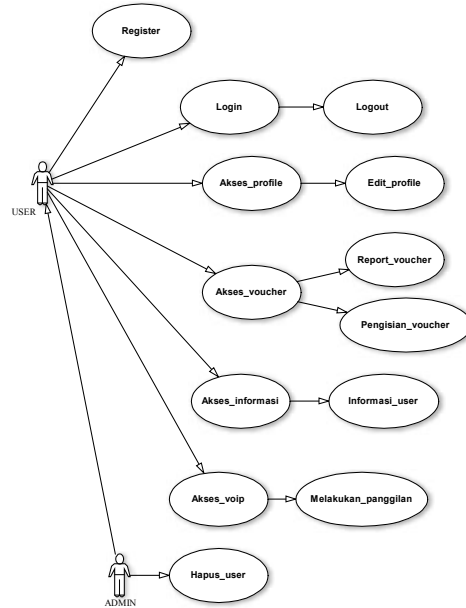 Register
Login
Logout
Akses_profile
Edit_profile
USER
Report_voucher
Akses_voucher
Pengisian_voucher
Akses_informasi
Informasi_user
Akses_voip
Melakukan_panggilan
Hapus_user
ADMIN